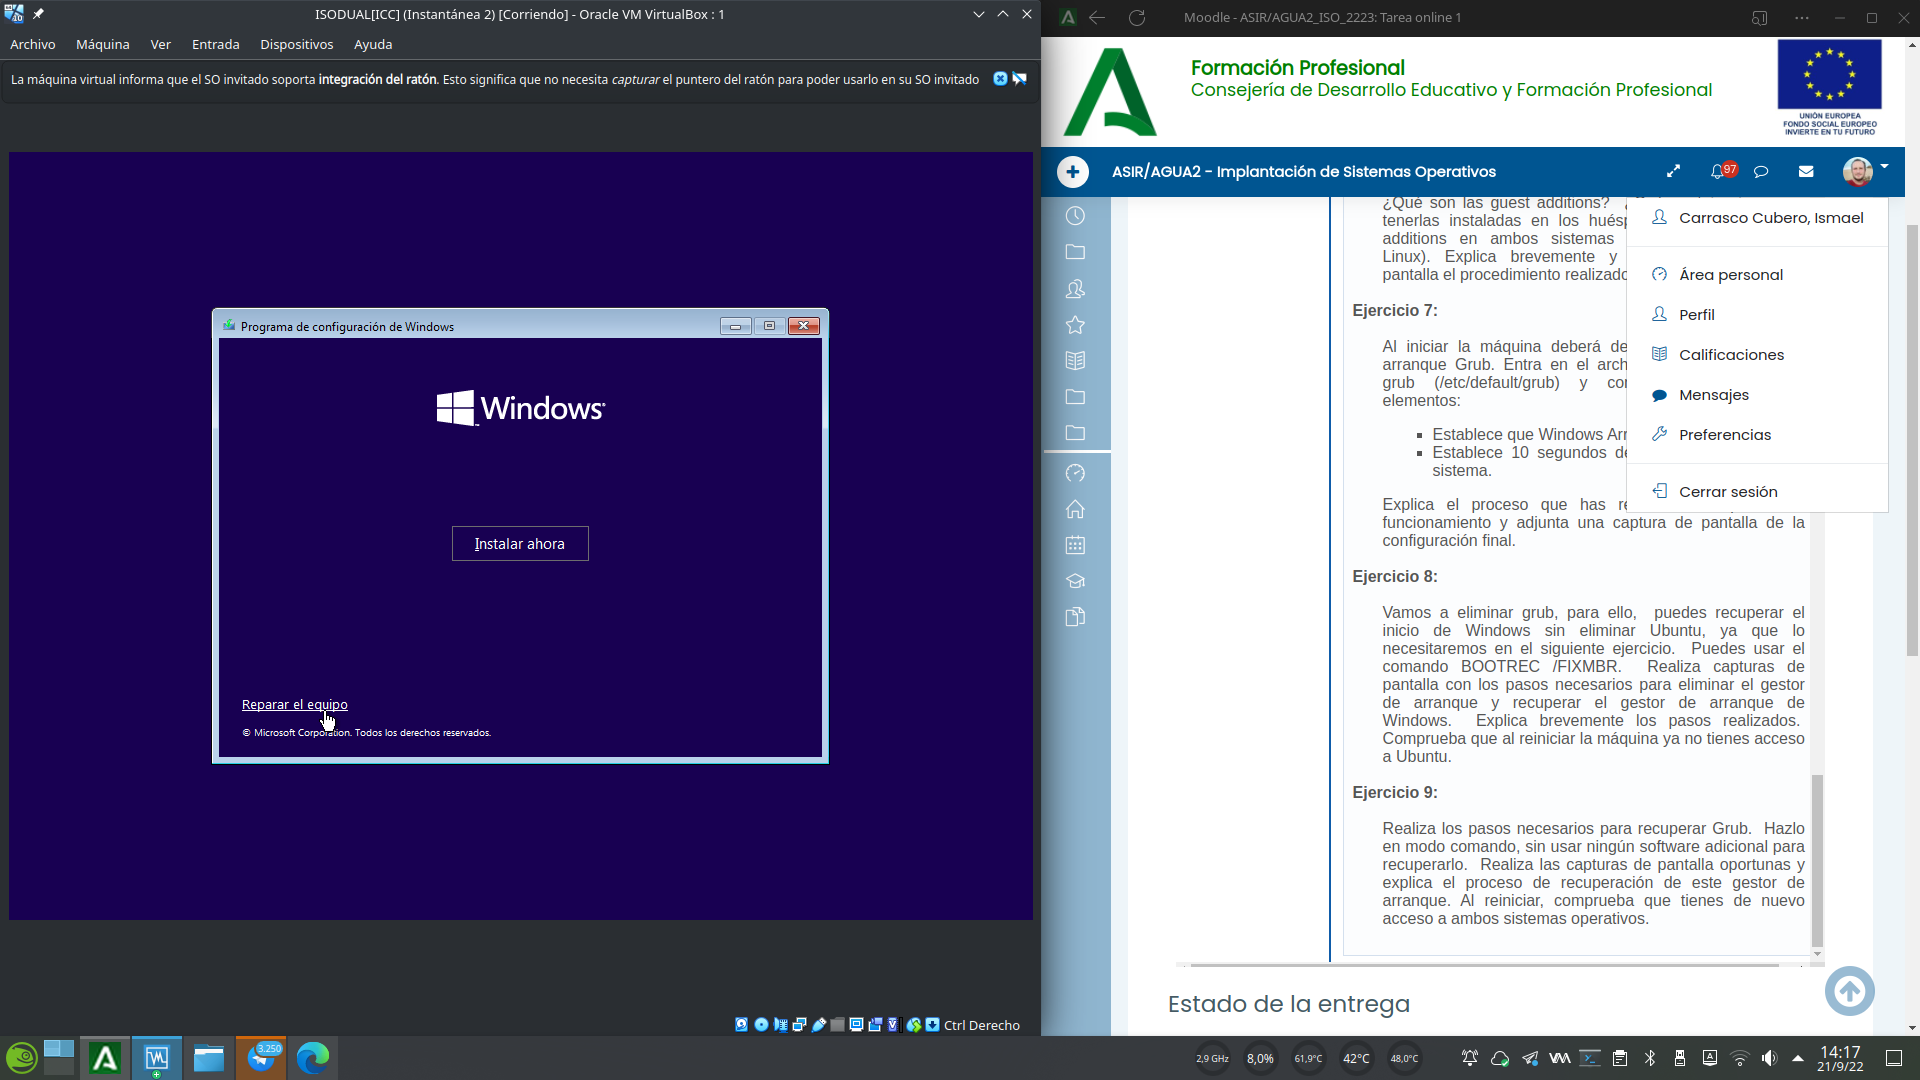 ISODUAL[ICC] (Instantánea 2) [Corriendo] - Oracle VM VirtualBox : 1
Archivo Máquina Ver Entrada Dispositivos Ayuda
La máquina virtual informa que el SO invitado soporta integración del ratón. Esto significa que no necesita capturar el puntero del ratón para poder usarlo en su SO invitado
Programa de configuración de Windows
Windows
Instalar ahora
Reparar el equipo
© Microsoft Corporation. Todos los derechos reservados.
Ctrl Derecho
Moodle - ASIR/AGUA2_ISO_2223: Tarea online 1
Formación Profesional
Consejería de Desarrollo Educativo y Formación Profesional
UNIÓN EUROPEA
FONDO SOCIAL EUROPEO
INVIERTE EN TU FUTURO
ASIR/AGUA2 - Implantación de Sistemas Operativos
97
¿Qué son las guest additions?
tenerlas instaladas en los huésp
additions en ambos sistemas
Linux). Explica brevemente y
pantalla el procedimiento realizado
Ejercicio 7:
Al iniciar la máquina deberá de
arranque Grub. Entra en el arch
grub (/etc/default/grub) y con
elementos:
Establece que Windows Arr
Establece 10 segundos de
sistema.
Explica el proceso que has re
funcionamiento y adjunta una captura de pantalla de la
configuración final.
Carrasco Cubero, Ismael
Área personal
Perfil
Calificaciones
Mensajes
Preferencias
Cerrar sesión
Ejercicio 8:
Vamos a eliminar grub, para ello, puedes recuperar el
inicio de Windows sin eliminar Ubuntu, ya que lo
necesitaremos en el siguiente ejercicio. Puedes usar el
comando BOOTREC /FIXMBR. Realiza capturas de
pantalla con los pasos necesarios para eliminar el gestor
de arranque y recuperar el gestor de arranque de
Windows. Explica brevemente los pasos realizados.
Comprueba que al reiniciar la máquina ya no tienes acceso
a Ubuntu.
Ejercicio 9:
Realiza los pasos necesarios para recuperar Grub. Hazlo
en modo comando, sin usar ningún software adicional para
recuperarlo. Realiza las capturas de pantalla oportunas y
explica el proceso de recuperación de este gestor de
arranque. Al reiniciar, comprueba que tienes de nuevo
acceso a ambos sistemas operativos.
Estado de la entrega
3.250
2,9 GHz 8,0% 61,9°C 42°C 48,0°C
14:17
21/9/22